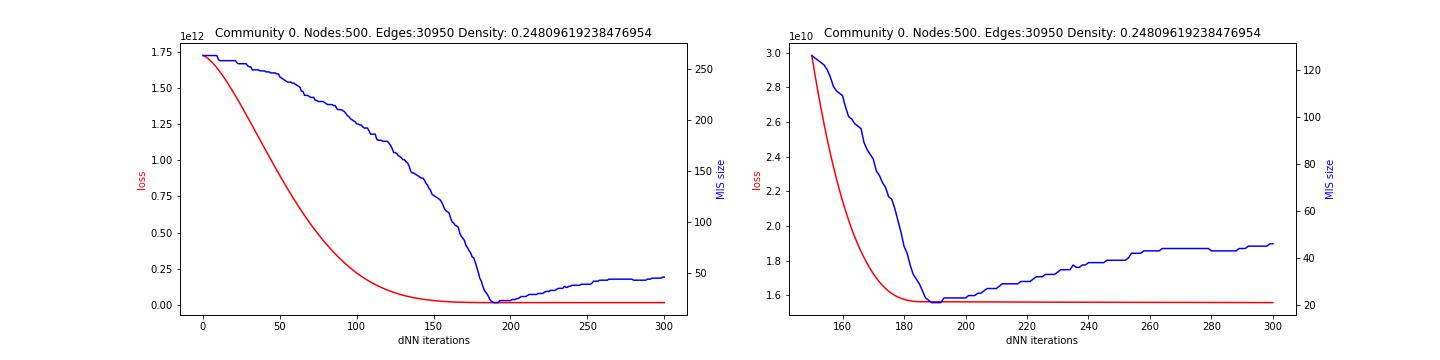 Community 0. Nodes:500. Edges:30950 Density: 0.24809619238476954
1e12
1.75
1.50
1.25
1.00
0.75
0.50
0.25
0.00
loss
250
200
150
100
50
MIS size
0 50 100 150 200 250 300
dNN iterations
Community 0. Nodes:500. Edges:30950 Density: 0.24809619238476954
1e10
3.0
2.8
2.6
2.4
2.2
2.0
1.8
1.6
loss
120
100
80
60
40
20
MIS size
160 180 200 220 240 260 280 300
dNN iterations